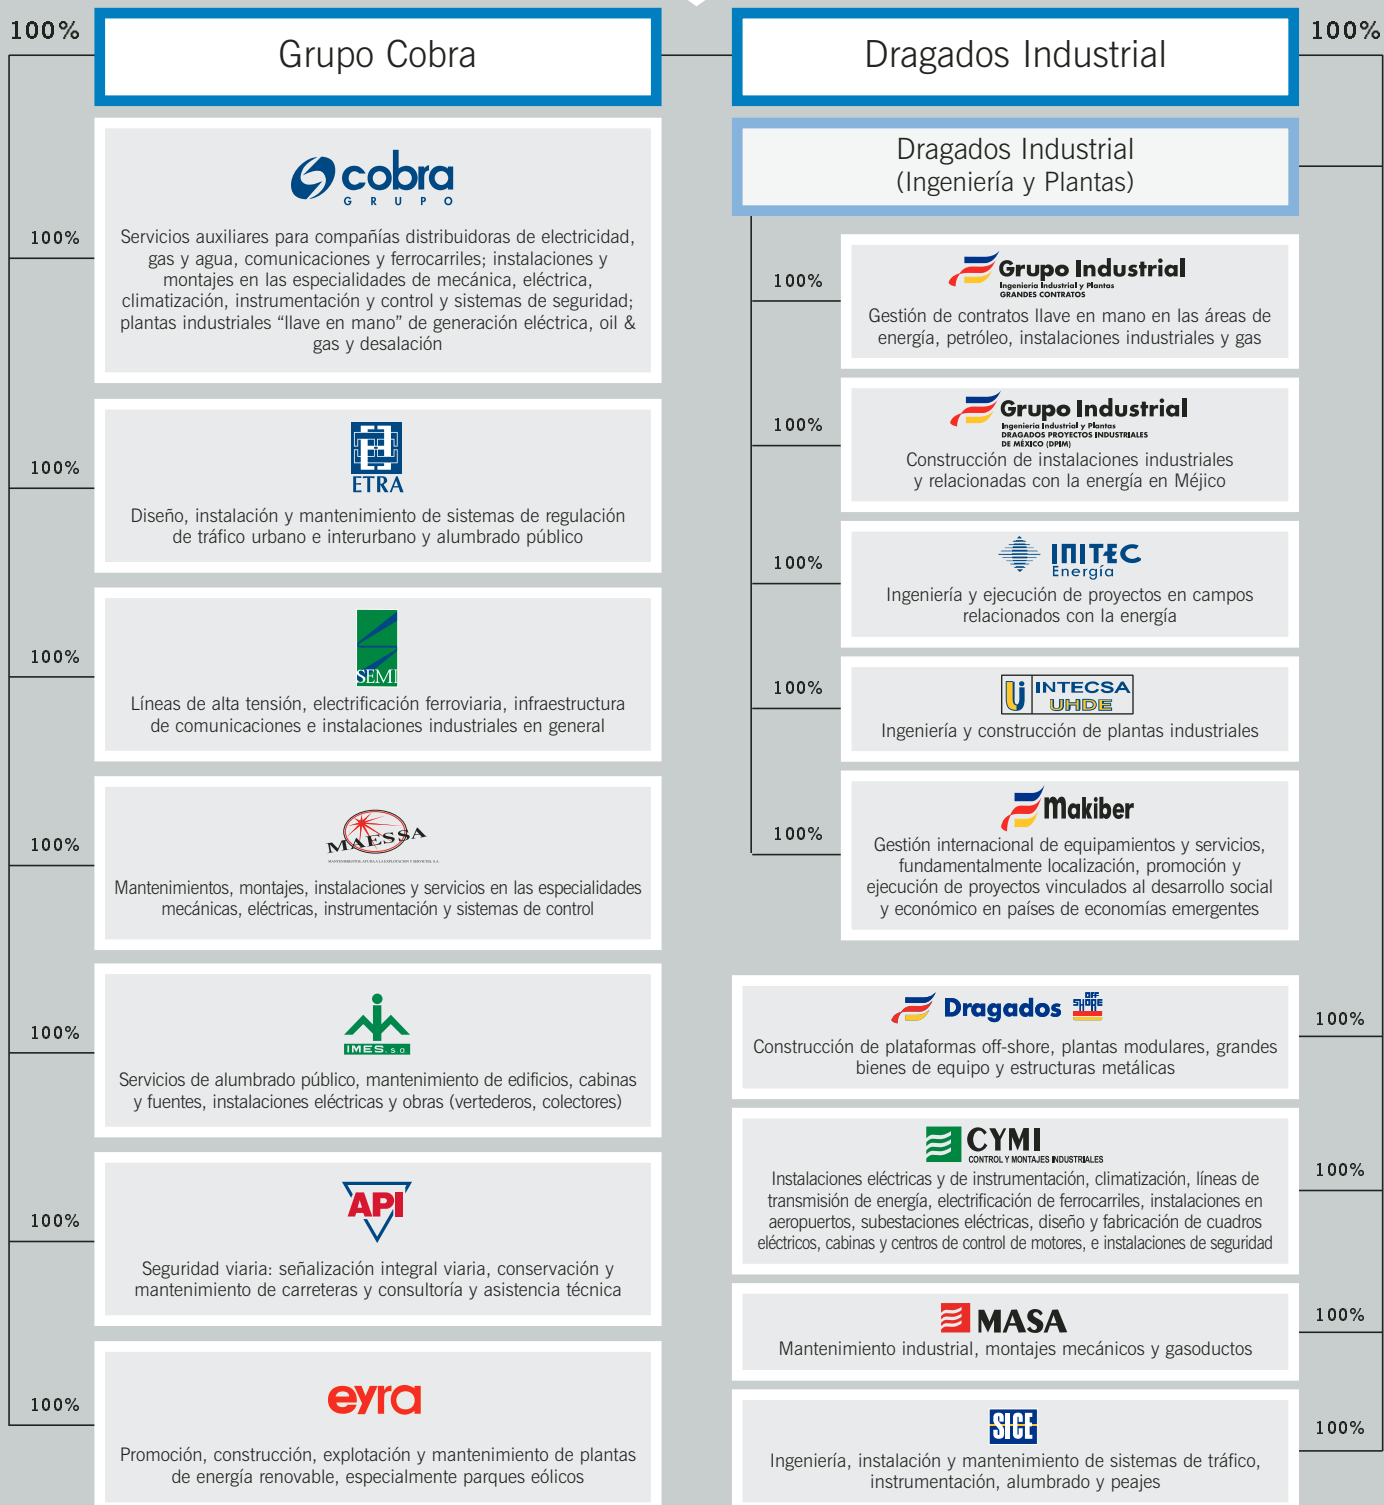 100%
Grupo Cobra
cobra
GRUPO
100%
Servicios auxiliares para compañías distribuidoras de electricidad,
gas y agua, comunicaciones y ferrocarriles; instalaciones y
montajes en las especialidades de mecánica, eléctrica,
climatización, instrumentación y control y sistemas de seguridad;
plantas industriales “llave en mano” de generación eléctrica, oil &
gas y desalación
ETRA
100%
Diseño, instalación y mantenimiento de sistemas de regulación
de tráfico urbano e interurbano y alumbrado público
SEMI
100%
Líneas de alta tensión, electrificación ferroviaria, infraestructura
de comunicaciones e instalaciones industriales en general
MAESSA
MANTENIMIENTOS, AYUDA A LA EXPLOTACION Y SERVICIOS, S.A.
100%
Mantenimientos, montajes, instalaciones y servicios en las especialidades
mecánicas, eléctricas, instrumentación y sistemas de control
IMES, s.a
100%
Servicios de alumbrado público, mantenimiento de edificios, cabinas
y fuentes, instalaciones eléctricas y obras (vertederos, colectores)
API
100%
Seguridad viaria: señalización integral viaria, conservación y
mantenimiento de carreteras y consultoría y asistencia técnica
eyra
100%
Promoción, construcción, explotación y mantenimiento de plantas
de energía renovable, especialmente parques eólicos
Dragados Industrial
100%
Dragados Industrial
(Ingeniería y Plantas)
Grupo Industrial
Ingeniería Industrial y Plantas
GRANDES CONTRATOS
100%
Gestión de contratos llave en mano en las áreas de
energía, petróleo, instalaciones industriales y gas
Grupo Industrial
Ingeniería Industrial y Plantas
DRAGADOS PROYECTOS INDUSTRIALES
DE MÉXICO (DPIM)
100%
Construcción de instalaciones industriales
y relacionadas con la energía en Méjico
INITEC
Energía
100%
Ingeniería y ejecución de proyectos en campos
relacionados con la energía
INTECSA
UHDE
100%
Ingeniería y construcción de plantas industriales
Makiber
100%
Gestión internacional de equipamientos y servicios,
fundamentalmente localización, promoción y
ejecución de proyectos vinculados al desarrollo social
y económico en países de economías emergentes
Dragados OFF SHORE
100%
Construcción de plataformas off-shore, plantas modulares, grandes
bienes de equipo y estructuras metálicas
CYMI
CONTROL Y MONTAJES INDUSTRIALES
100%
Instalaciones eléctricas y de instrumentación, climatización, líneas de
transmisión de energía, electrificación de ferrocarriles, instalaciones en
aeropuertos, subestaciones eléctricas, diseño y fabricación de cuadros
eléctricos, cabinas y centros de control de motores, e instalaciones de seguridad
MASA
100%
Mantenimiento industrial, montajes mecánicos y gasoductos
SICE
100%
Ingeniería, instalación y mantenimiento de sistemas de tráfico,
instrumentación, alumbrado y peajes